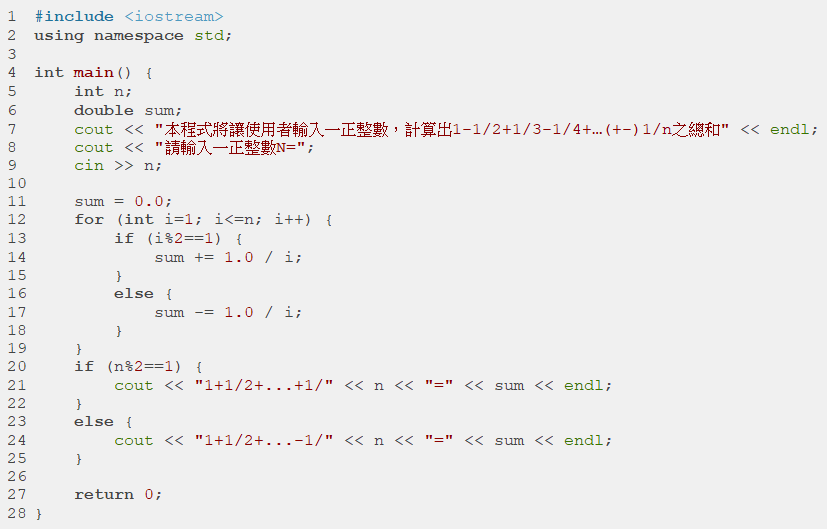 1 #include <iostream>
2 using namespace std;
3
4 int main() {
5     int n;
6     double sum;
7     cout << "本程式將讓使用者輸入一正整數，計算出1-1/2+1/3-1/4+…(+-)1/n之總和" << endl;
8     cout << "請輸入一正整數N=";
9     cin >> n;
10
11     sum = 0.0;
12     for (int i=1; i<=n; i++) {
13         if (i%2==1) {
14             sum += 1.0 / i;
15         }
16         else {
17             sum -= 1.0 / i;
18         }
19     }
20     if (n%2==1) {
21         cout << "1+1/2+...+1/" << n << "=" << sum << endl;
22     }
23     else {
24         cout << "1+1/2+...-1/" << n << "=" << sum << endl;
25     }
26
27     return 0;
28 }